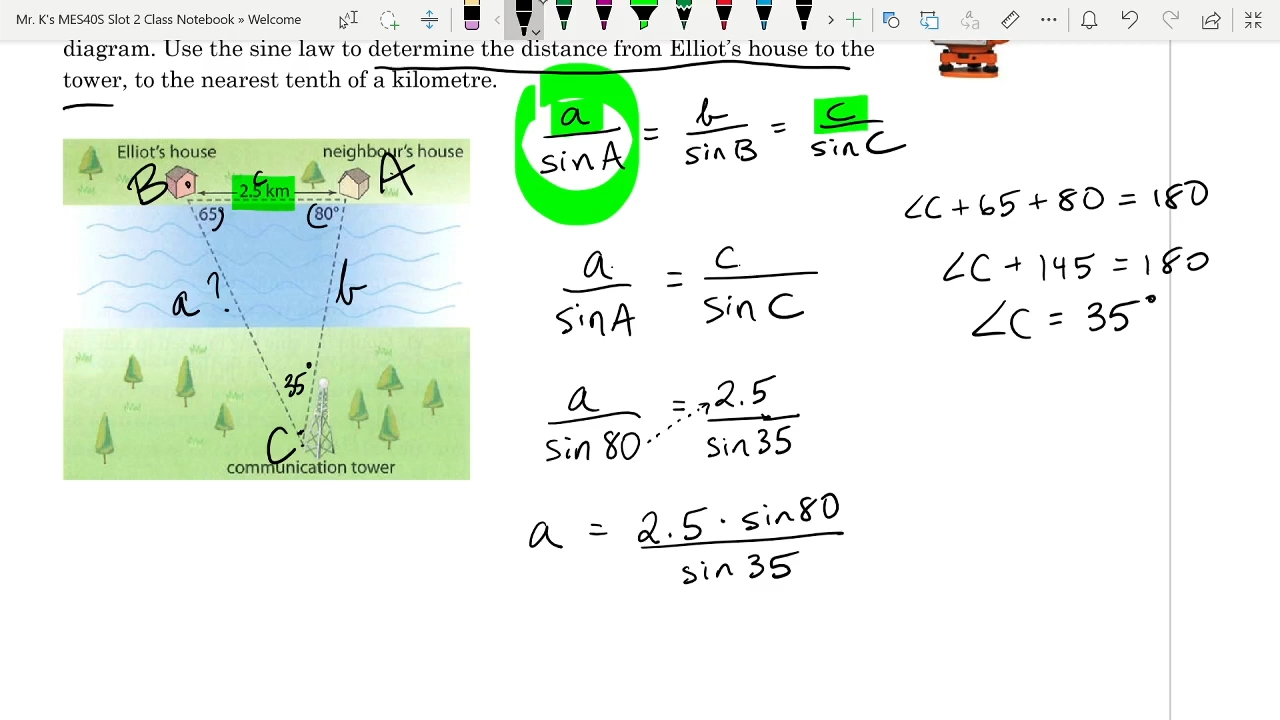 Mr. K's MES40S Slot 2 Class Notebook » Welcome
diagram. Use the sine law to determine the distance from Elliot's house to the
tower, to the nearest tenth of a kilometre.
a/sinA = b/sinB = c/sinC
Elliot's house
neighbour's house
B
c
2.5 km
A
65°
80°
a?
b
35°
C
communication tower
∠C + 65 + 80 = 180
∠C + 145 = 180
∠C = 35°
a/sinA = c/sinC
a/sin 80 = 2.5/sin 35
a = 2.5 · sin 80/sin 35